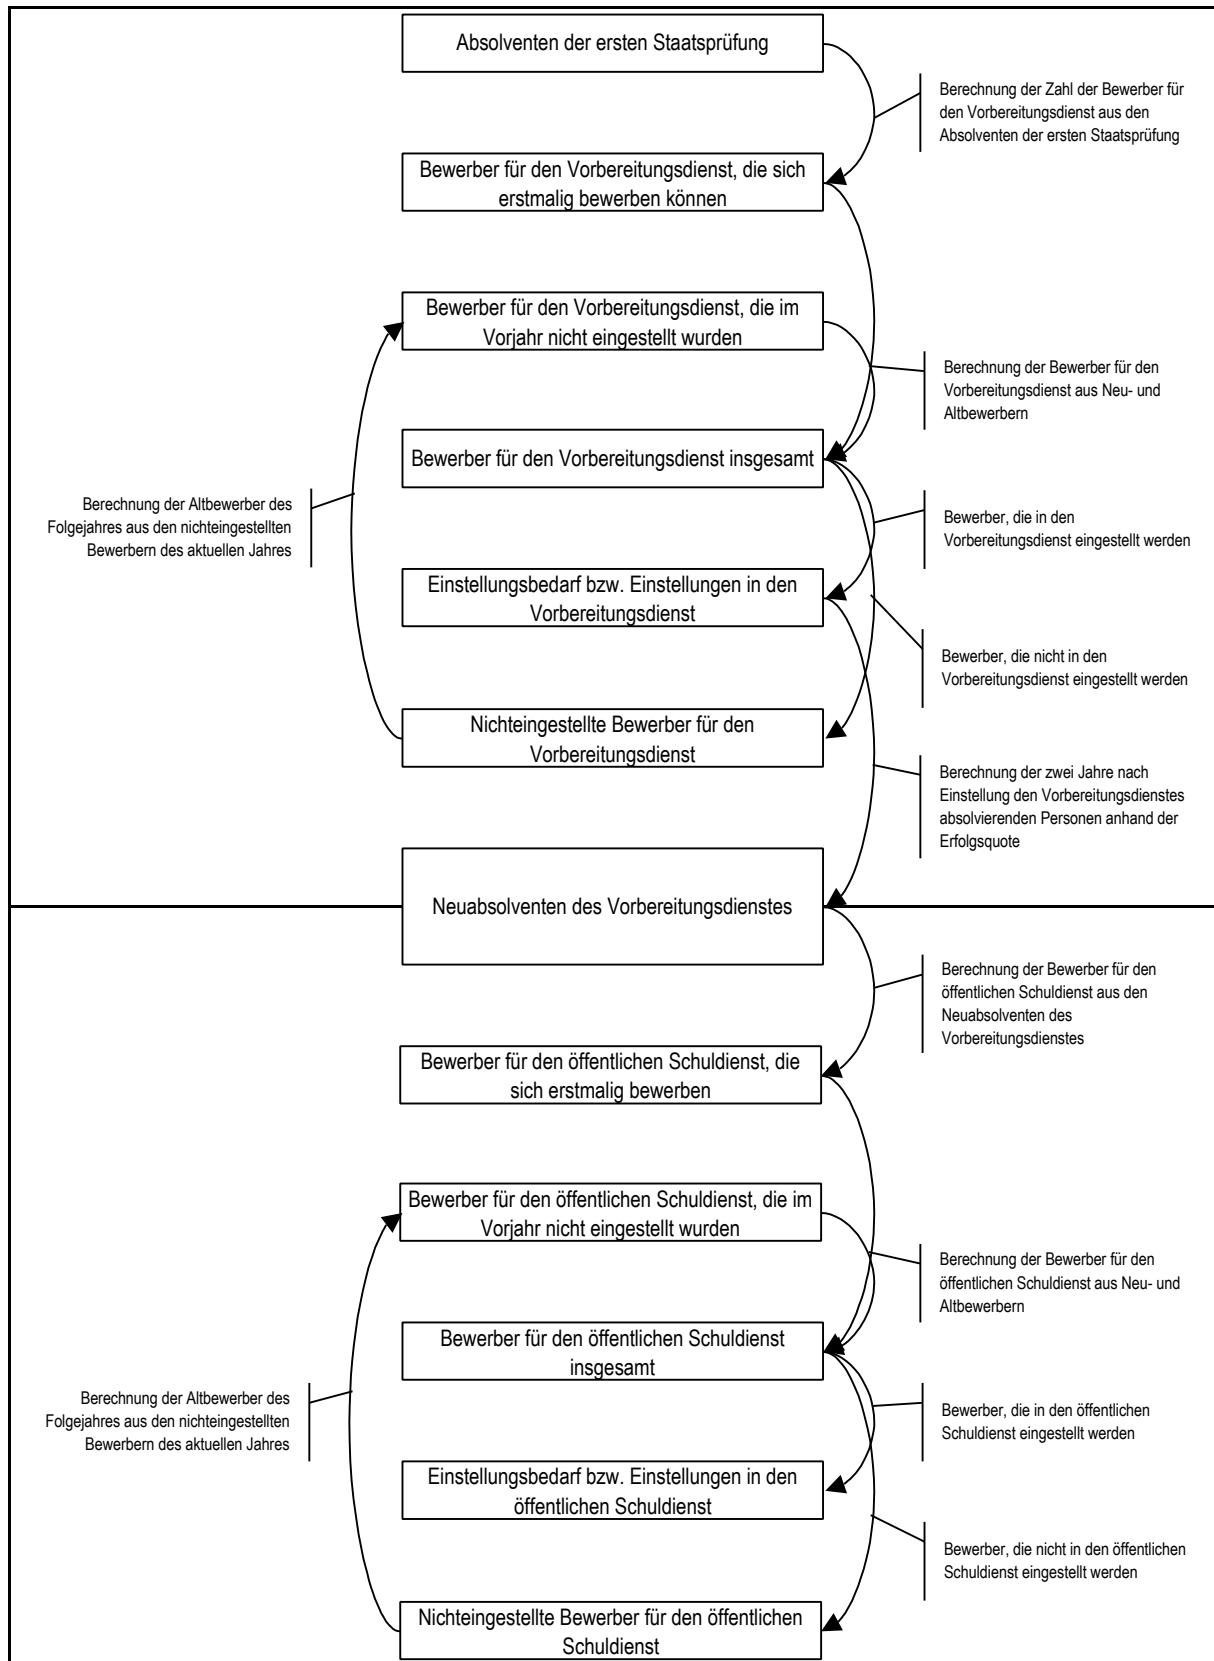 Absolventen der ersten Staatsprüfung
Berechnung der Zahl der Bewerber für
den Vorbereitungsdienst aus den
Absolventen der ersten Staatsprüfung
Bewerber für den Vorbereitungsdienst, die sich
erstmalig bewerben können
Bewerber für den Vorbereitungsdienst, die im
Vorjahr nicht eingestellt wurden
Berechnung der Bewerber für den
Vorbereitungsdienst aus Neu- und
Altbewerbern
Bewerber für den Vorbereitungsdienst insgesamt
Berechnung der Altbewerber des
Folgejahres aus den nichteingestellten
Bewerbern des aktuellen Jahres
Bewerber, die in den
Vorbereitungsdienst eingestellt werden
Einstellungsbedarf bzw. Einstellungen in den
Vorbereitungsdienst
Bewerber, die nicht in den
Vorbereitungsdienst eingestellt werden
Nichteingestellte Bewerber für den
Vorbereitungsdienst
Berechnung der zwei Jahre nach
Einstellung den Vorbereitungsdienstes
absolvierenden Personen anhand der
Erfolgsquote
Neuabsolventen des Vorbereitungsdienstes
Berechnung der Bewerber für den
öffentlichen Schuldienst aus den
Neuabsolventen des
Vorbereitungsdienstes
Bewerber für den öffentlichen Schuldienst, die
sich erstmalig bewerben
Bewerber für den öffentlichen Schuldienst, die im
Vorjahr nicht eingestellt wurden
Berechnung der Bewerber für den
öffentlichen Schuldienst aus Neu- und
Altbewerbern
Bewerber für den öffentlichen Schuldienst
insgesamt
Berechnung der Altbewerber des
Folgejahres aus den nichteingestellten
Bewerbern des aktuellen Jahres
Bewerber, die in den öffentlichen
Schuldienst eingestellt werden
Einstellungsbedarf bzw. Einstellungen in den
öffentlichen Schuldienst
Bewerber, die nicht in den öffentlichen
Schuldienst eingestellt werden
Nichteingestellte Bewerber für den öffentlichen
Schuldienst